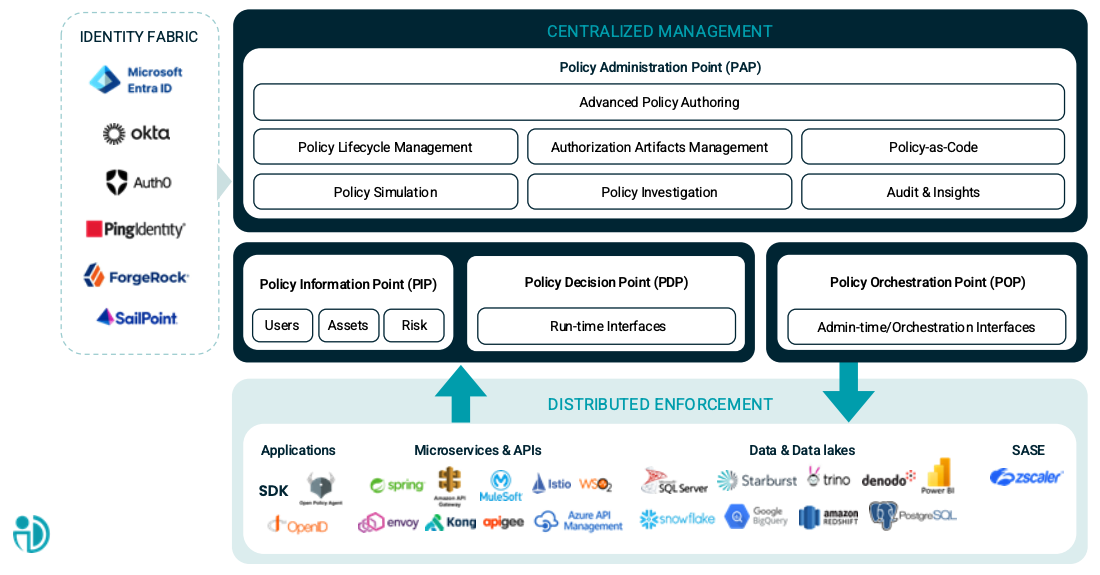 IDENTITY FABRIC
Microsoft
Entra ID
okta
Auth0
PingIdentity
ForgeRock
SailPoint
CENTRALIZED MANAGEMENT
Policy Administration Point (PAP)
Advanced Policy Authoring
Policy Lifecycle Management
Authorization Artifacts Management
Policy-as-Code
Policy Simulation
Policy Investigation
Audit & Insights
Policy Information Point (PIP)
Users
Assets
Risk
Policy Decision Point (PDP)
Run-time Interfaces
Policy Orchestration Point (POP)
Admin-time/Orchestration Interfaces
DISTRIBUTED ENFORCEMENT
Applications
SDK
Open Policy Agent
OpenID
Microservices & APIs
spring
Amazon API
Gateway
MuleSoft
Istio
WSO2
envoy
Kong
apigee
Azure API
Management
Data & Data lakes
SQL Server
Starburst
trino
denodo
Power BI
snowflake
Google
BigQuery
amazon
REDSHIFT
PostgreSQL
SASE
zscaler
iD